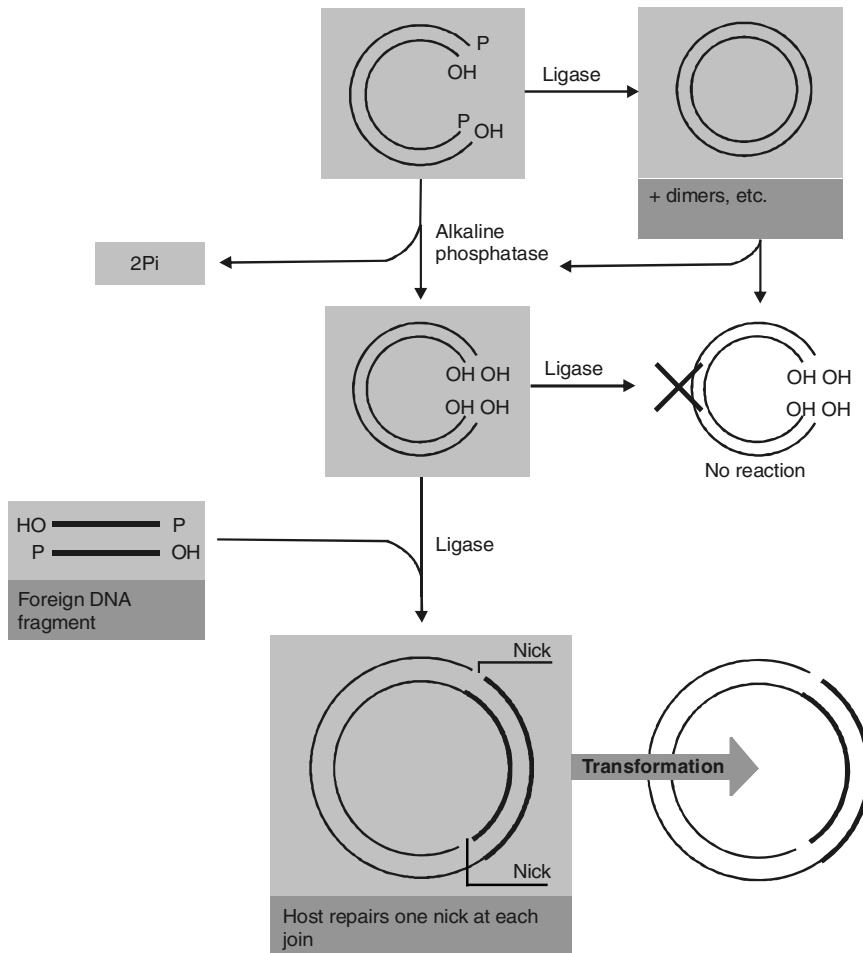 P
OH
Ligase
P
OH
+ dimers, etc.
Alkaline
phosphatase
2Pi
OH OH
OH OH
Ligase
OH OH
OH OH
No reaction
HO P
P OH
Ligase
Foreign DNA
fragment
Nick
Transformation
Nick
Host repairs one nick at each
join